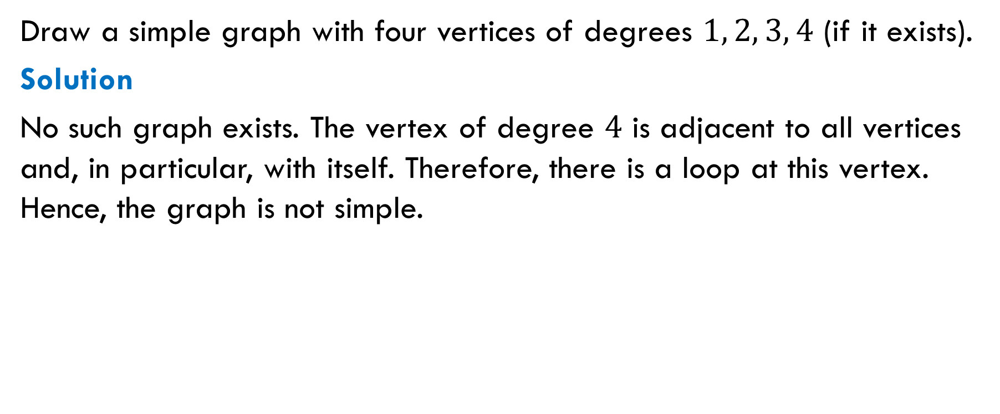 Draw a simple graph with four vertices of degrees 1, 2, 3, 4 (if it exists).
Solution
No such graph exists. The vertex of degree 4 is adjacent to all vertices
and, in particular, with itself. Therefore, there is a loop at this vertex.
Hence, the graph is not simple.